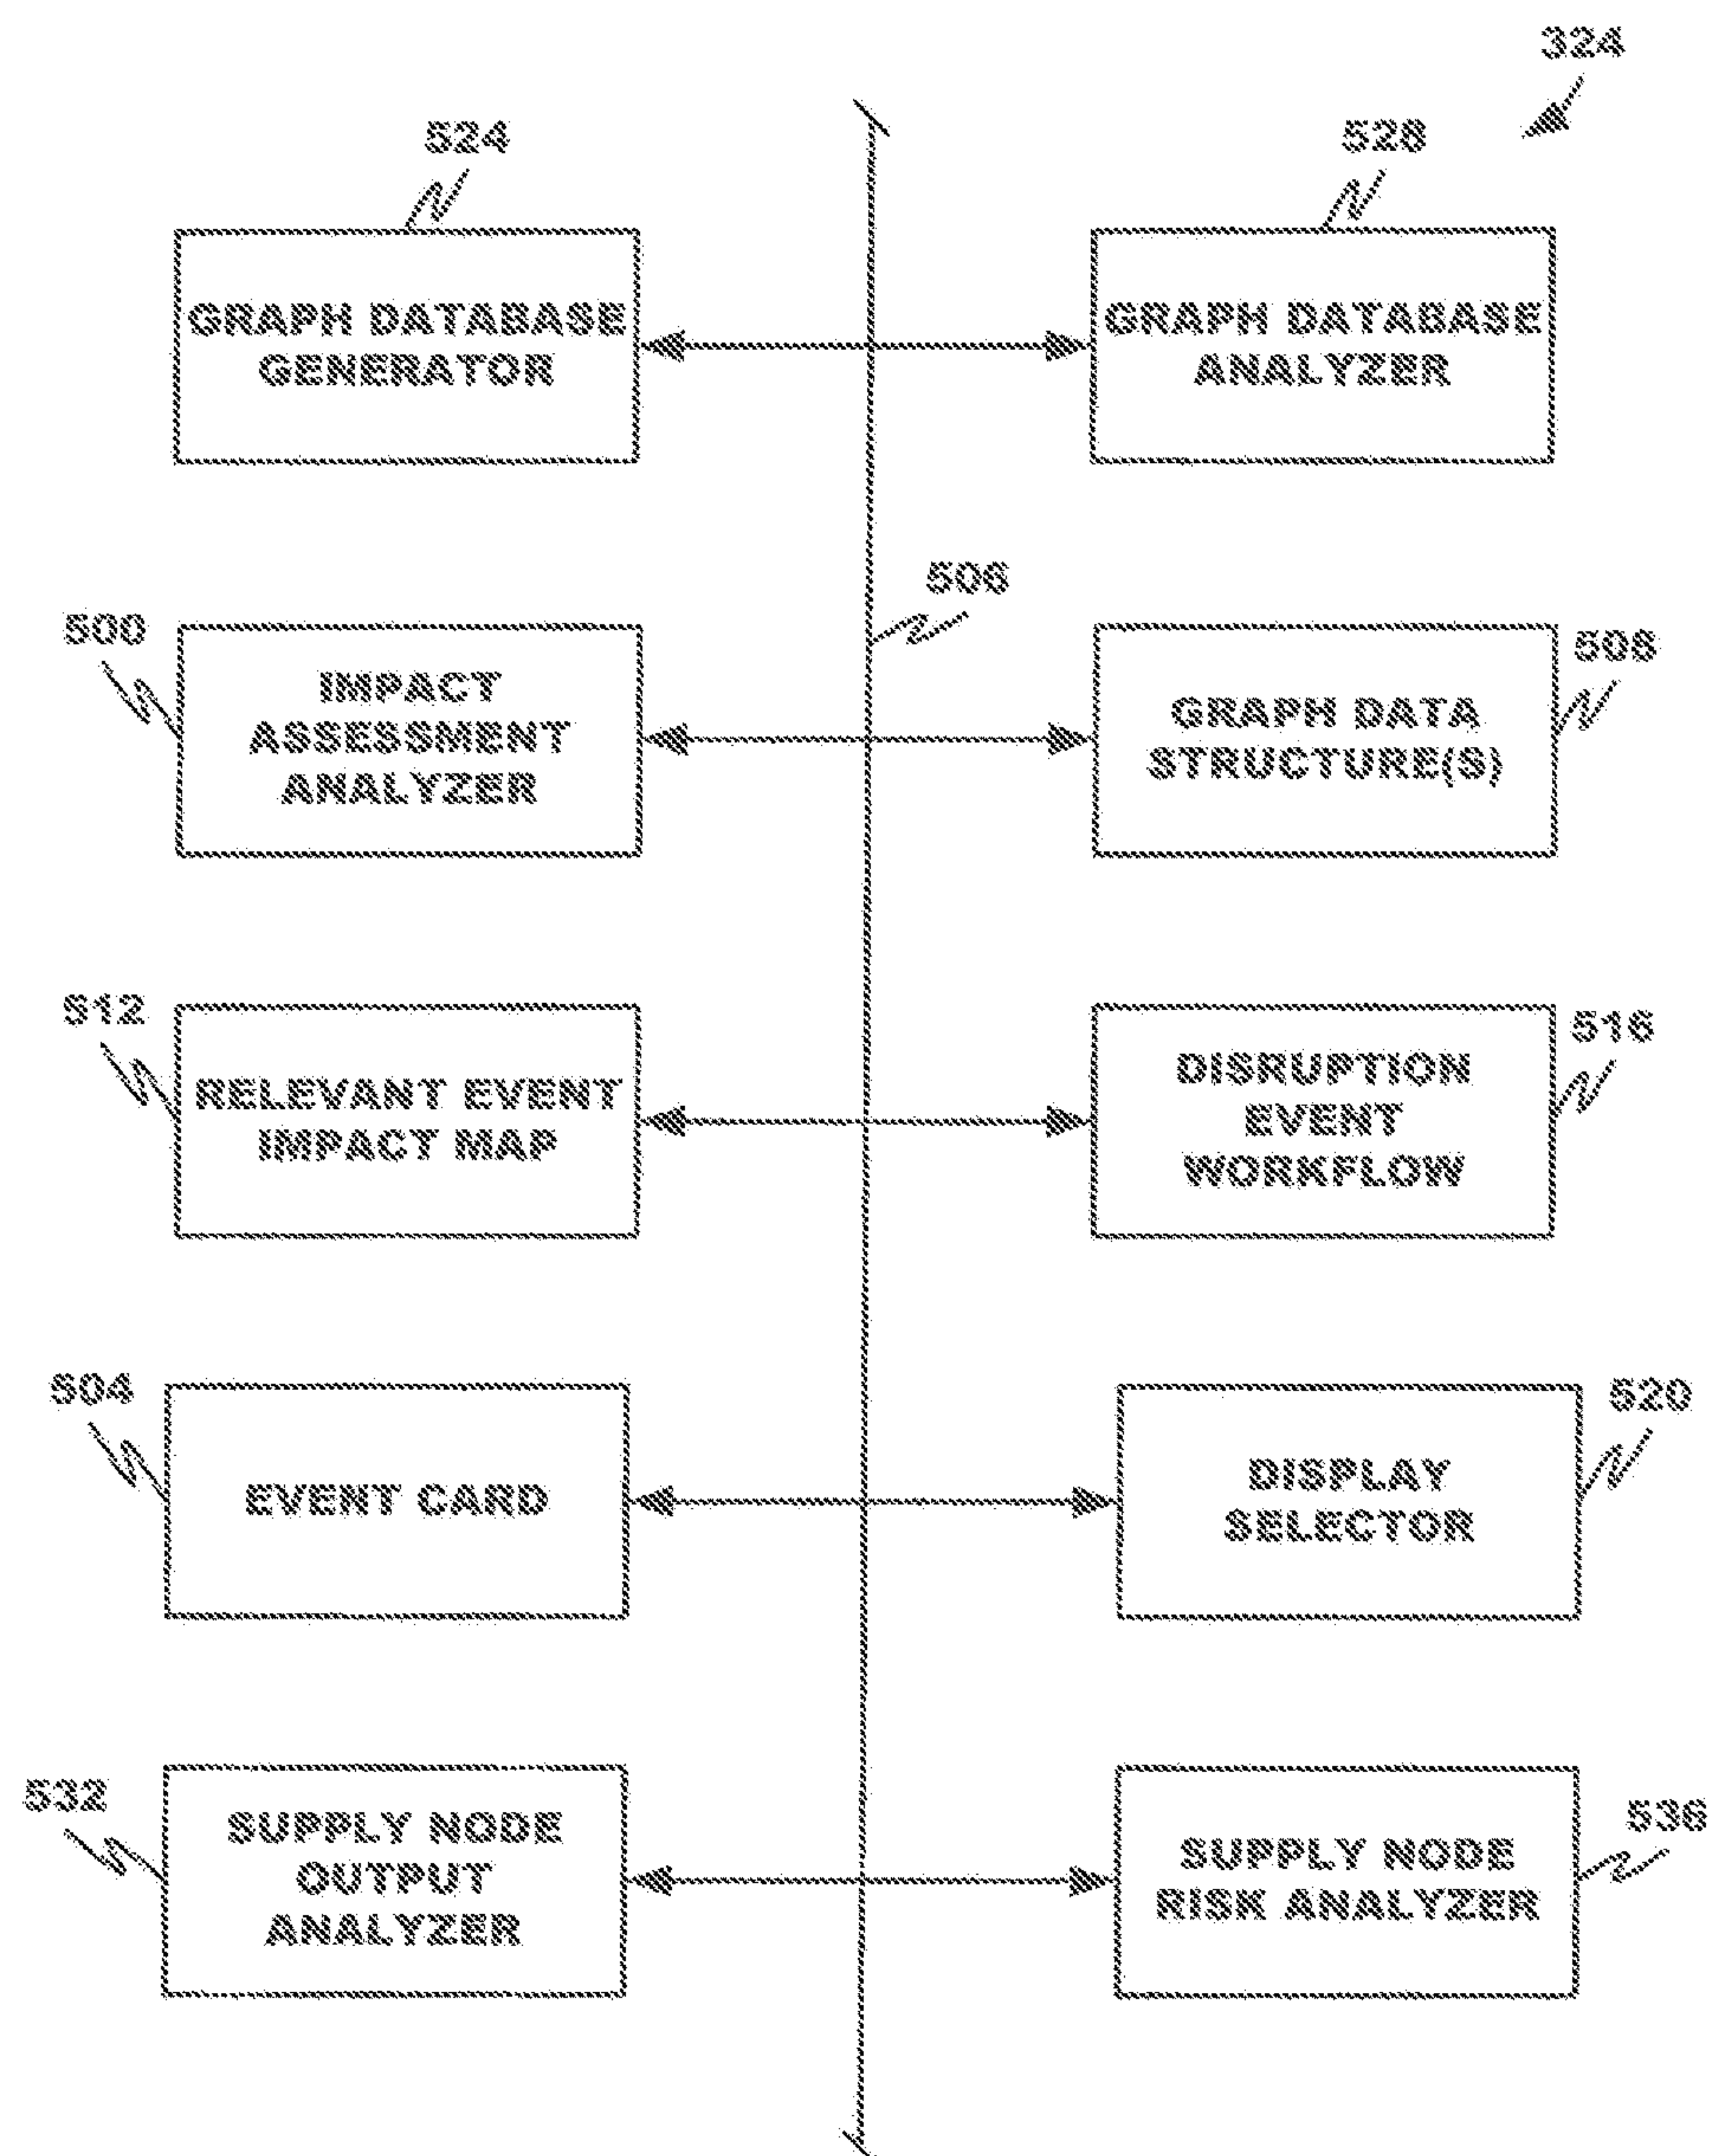 324
524
528
GRAPH DATABASE
GENERATOR
GRAPH DATABASE
ANALYZER
506
500
IMPACT
ASSESSMENT
ANALYZER
508
GRAPH DATA
STRUCTURE(S)
512
RELEVANT EVENT
IMPACT MAP
516
DISRUPTION
EVENT
WORKFLOW
504
EVENT CARD
520
DISPLAY
SELECTOR
532
SUPPLY NODE
OUTPUT
ANALYZER
536
SUPPLY NODE
RISK ANALYZER